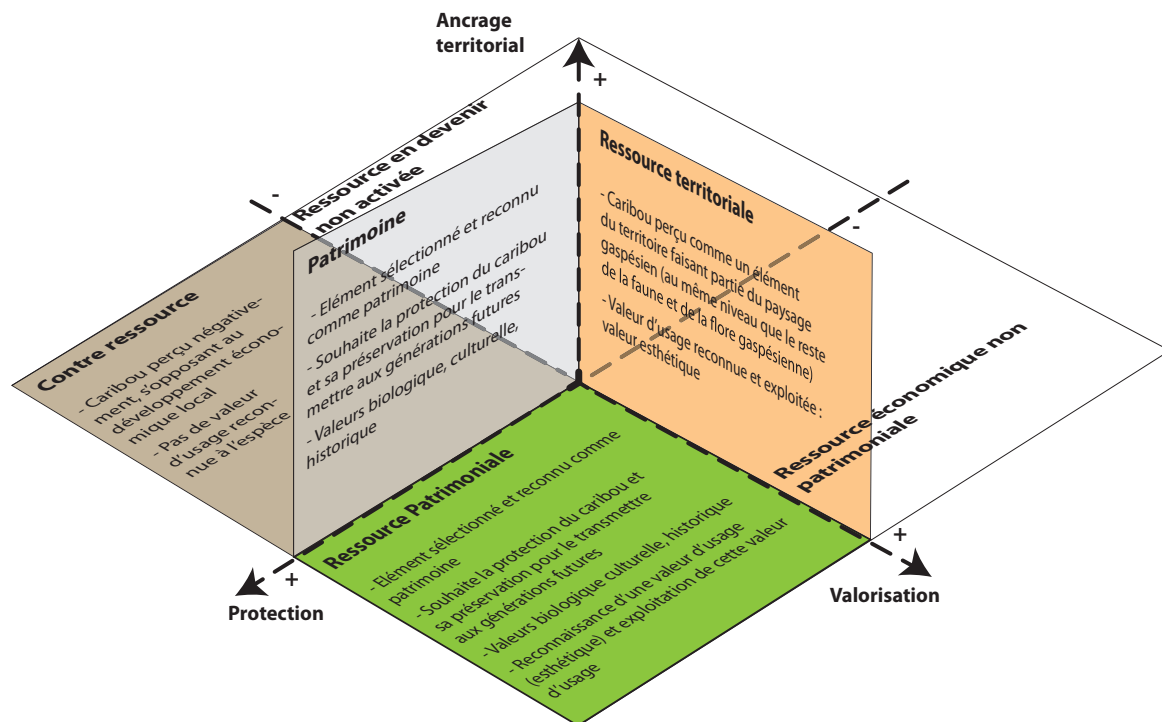 Ancrage
territorial
+
-
Ressource en devenir
non activée
Patrimoine
- Elément sélectionné et reconnu
comme patrimoine
- Souhaite la protection du caribou
et sa préservation pour le trans-
mettre aux générations futures
- Valeurs biologique, culturelle,
historique
Ressource territoriale
- Caribou perçu comme un élément
du territoire faisant partié du paysage
gaspésien (au même niveau que le reste
de la faune et de la flore gaspésienne)
- Valeur d'usage reconnue et exploitée :
valeur esthétique
-
Contre ressource
- Caribou perçu négative-
ment, s'opposant au
développement écono-
mique local
- Pas de valeur
d'usage recon-
nue à l'espèce
Ressource économique non
patrimoniale
Ressource Patrimoniale
- Elément sélectionné et reconnu comme
patrimoine
- Souhaite la protection du caribou et
sa préservation pour le transmettre
aux générations futures
- Valeurs biologique culturelle, historique
- Reconnaissance d'une valeur d'usage
(esthétique) et exploitation de cette valeur
d'usage
+
Protection
+
Valorisation